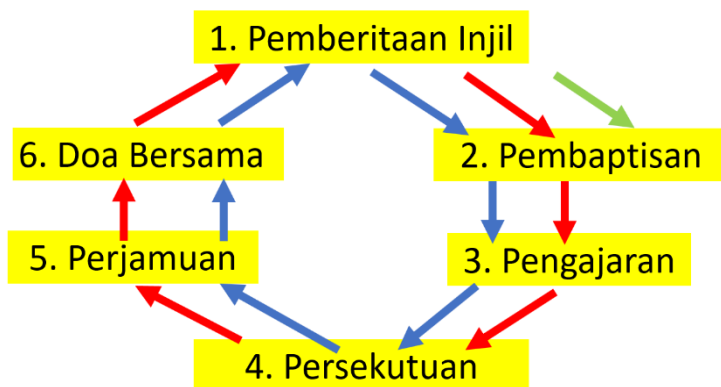 1. Pemberitaan Injil
2. Pembaptisan
3. Pengajaran
4. Persekutuan
5. Perjamuan
6. Doa Bersama